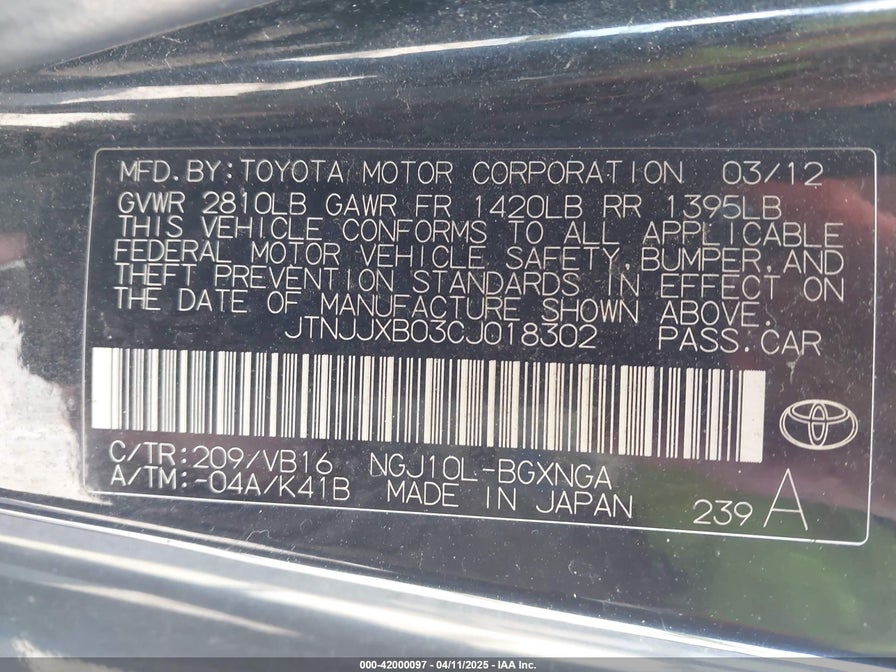 MFD. BY: TOYOTA MOTOR CORPORATION 03/12
GVWR 2810LB GAWR FR 1420LB RR 1395LB
THIS VEHICLE CONFORMS TO ALL APPLICABLE
FEDERAL MOTOR VEHICLE SAFETY, BUMPER, AND
THEFT PREVENTION STANDARDS IN EFFECT ON
THE DATE OF MANUFACTURE SHOWN ABOVE.
JTNJJXB03CJ018302 PASS. CAR
C/TR: 209/VB16 NGJ10L-BGXNGA
A/TM: -04A/K41B MADE IN JAPAN
239 A
000-42000097 - 04/11/2025 - IAA Inc.